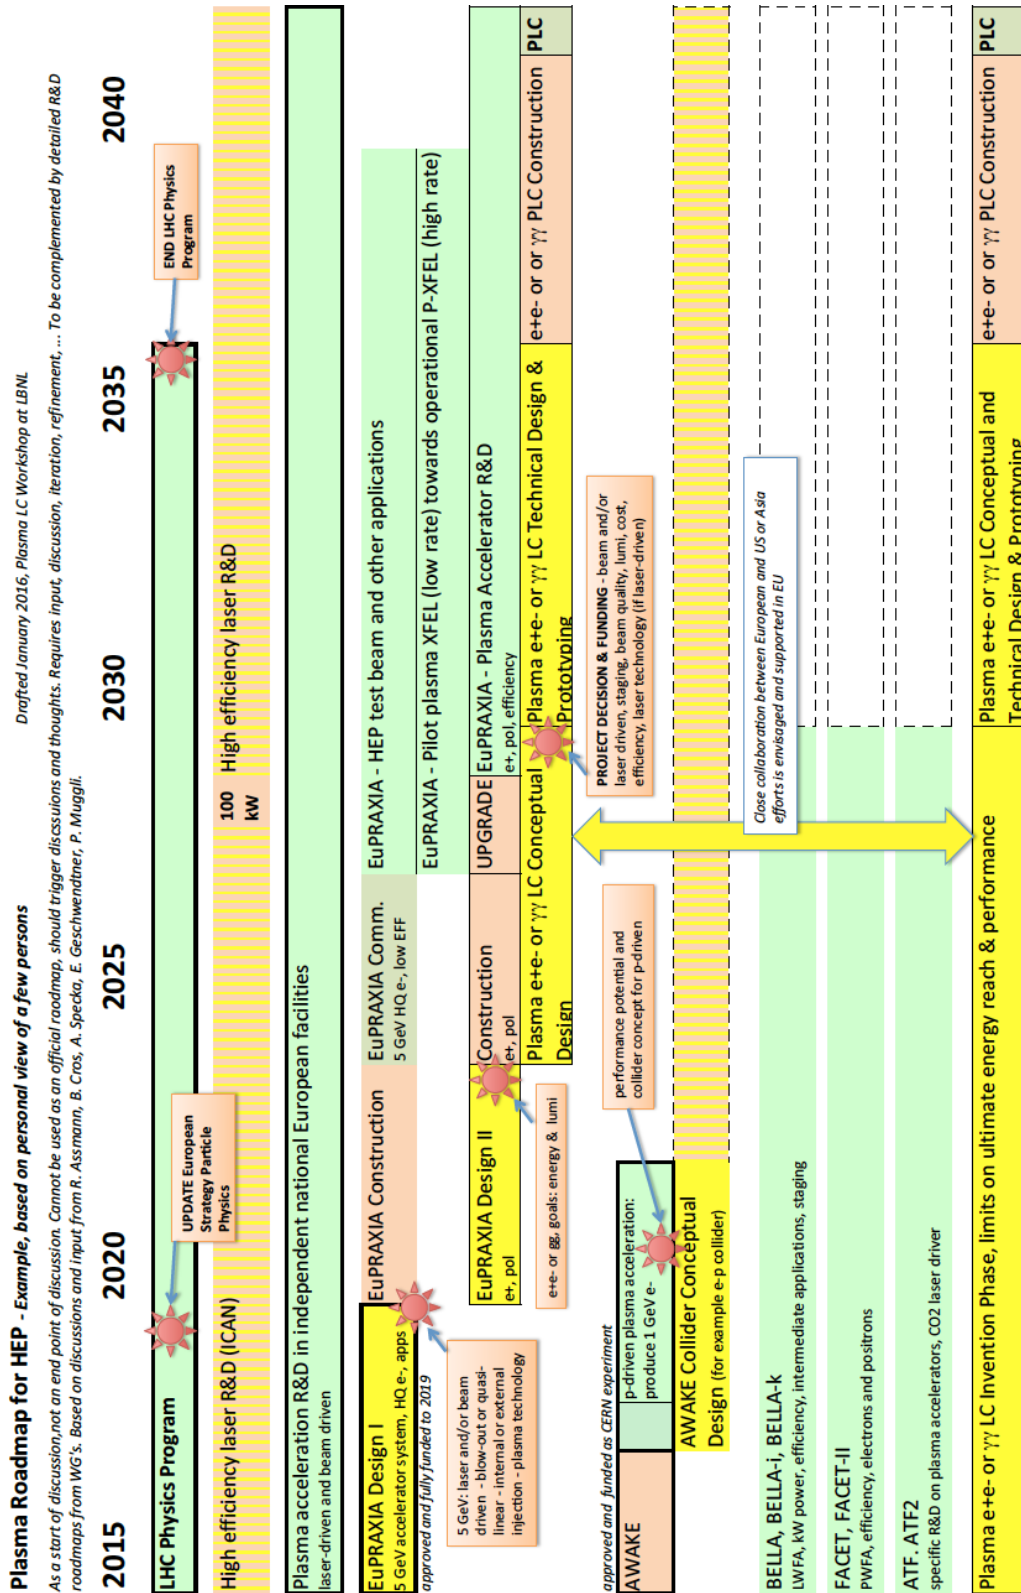 Plasma Roadmap for HEP - Example, based on personal view of a few persons
Drafted January 2016, Plasma LC Workshop at LBNL
As start of discussion,not an end point of discussion. Cannot be used as an official raodmap, should trigger discssuions and thoughts. Requires input, discussion, iteration, refinement, ... To be complemented by detailed R&D
roadmaps from WG's. Based on discussions and input from R. Assmann, B. Cros, A. Specka, E. Geschwendtner, P. Muggli.
2015 2020 2025 2030 2035 2040
LHC Physics Program
UPDATE European
Strategy Particle
Physics
END LHC Physics
Program
High efficiency laser R&D (ICAN)
100
kW
High efficiency laser R&D
Plasma acceleration R&D in independent national European facilities
laser-driven and beam driven
EuPRAXIA Design I
5 GeV accelerator system, HQ e-, apps
approved and fully funded to 2019
EuPRAXIA Construction
EuPRAXIA Comm.
5 GeV HQ e-, low EFF
EuPRAXIA - HEP test beam and other applications
EuPRAXIA - Pilot plasma XFEL (low rate) towards operational P-XFEL (high rate)
5 GeV: laser and/or beam
driven - blow-out or quasi-
linear - internal or external
injection - plasma technology
EuPRAXIA Design II
e+, pol
Construction
e+, pol
UPGRADE
EuPRAXIA - Plasma Accelerator R&D
e+, pol, efficiency
Plasma e+e- or γγ LC Conceptual
Design
Plasma e+e- or γγ LC Technical Design &
Prototyping
e+e- or or γγ PLC Construction
PLC
e+e- or gg, goals: energy & lumi
PROJECT DECISION & FUNDING - beam and/or
laser driven, staging, beam quality, lumi, cost,
efficiency, laser technology (if laser-driven)
approved and funded as CERN experiment
AWAKE
p-driven plasma acceleration:
produce 1 GeV e-
performance potential and
collider concept for p-driven
AWAKE Collider Conceptual
Design (for example e-p collider)
Close collaboration between European and US or Asia
efforts is envisaged and supported in EU
BELLA, BELLA-i, BELLA-k
LWFA, kW power, efficiency, intermediate applications, staging
FACET, FACET-II
PWFA, efficiency, electrons and positrons
ATF. ATF2
specific R&D on plasma accelerators, CO2 laser driver
Plasma e+e- or γγ LC Invention Phase, limits on ultimate energy reach & performance
Plasma e+e- or γγ LC Conceptual and
Technical Design & Prototyping
e+e- or or γγ PLC Construction
PLC